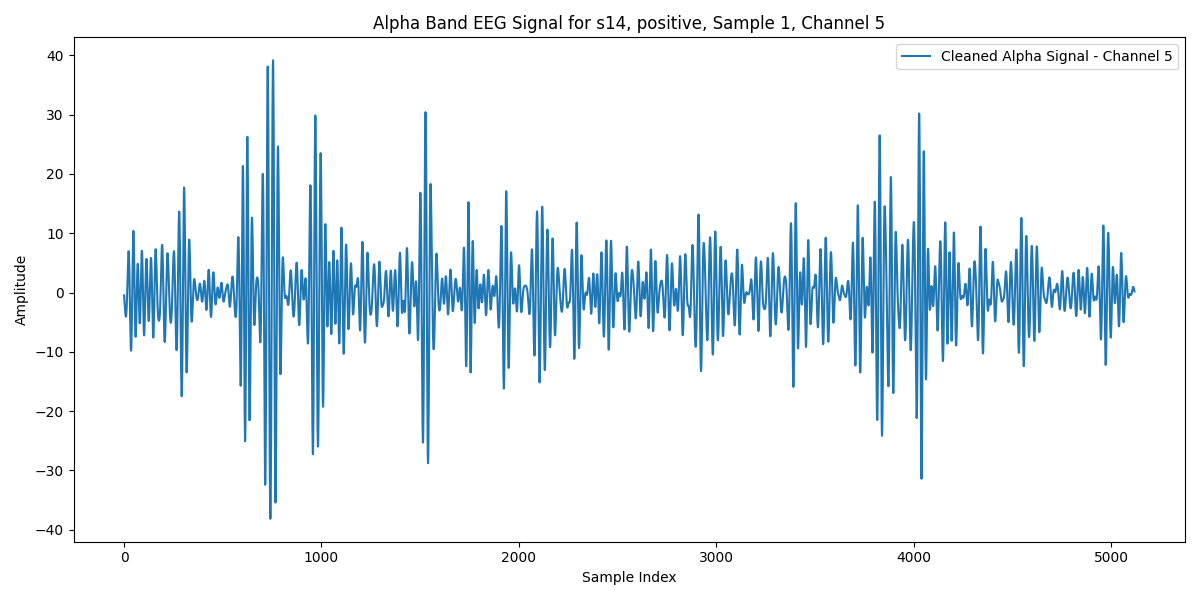 Alpha Band EEG Signal for s14, positive, Sample 1, Channel 5
Cleaned Alpha Signal - Channel 5
40
30
20
10
0
−10
−20
−30
−40
Amplitude
0 1000 2000 3000 4000 5000
Sample Index